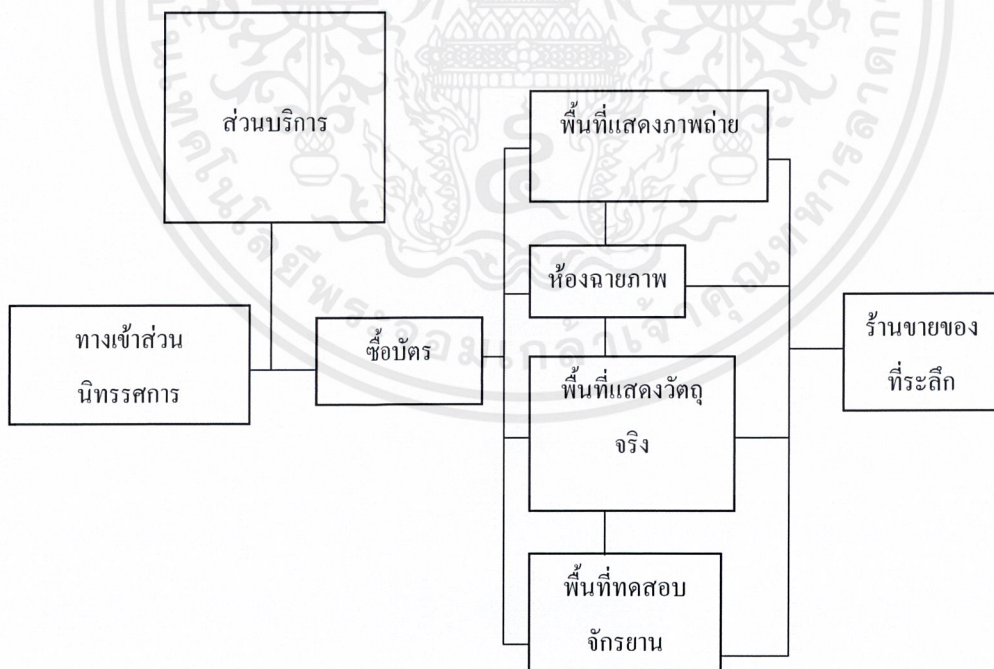 ส่วนบริการ
พื้นที่แสดงภาพถ่าย
ห้องฉายภาพ
ทางเข้าส่วน
นิทรรศการ
ซื้อบัตร
พื้นที่แสดงวัตถุ
จริง
ร้านขายของ
ที่ระลึก
พื้นที่ทดสอบ
จักรยาน